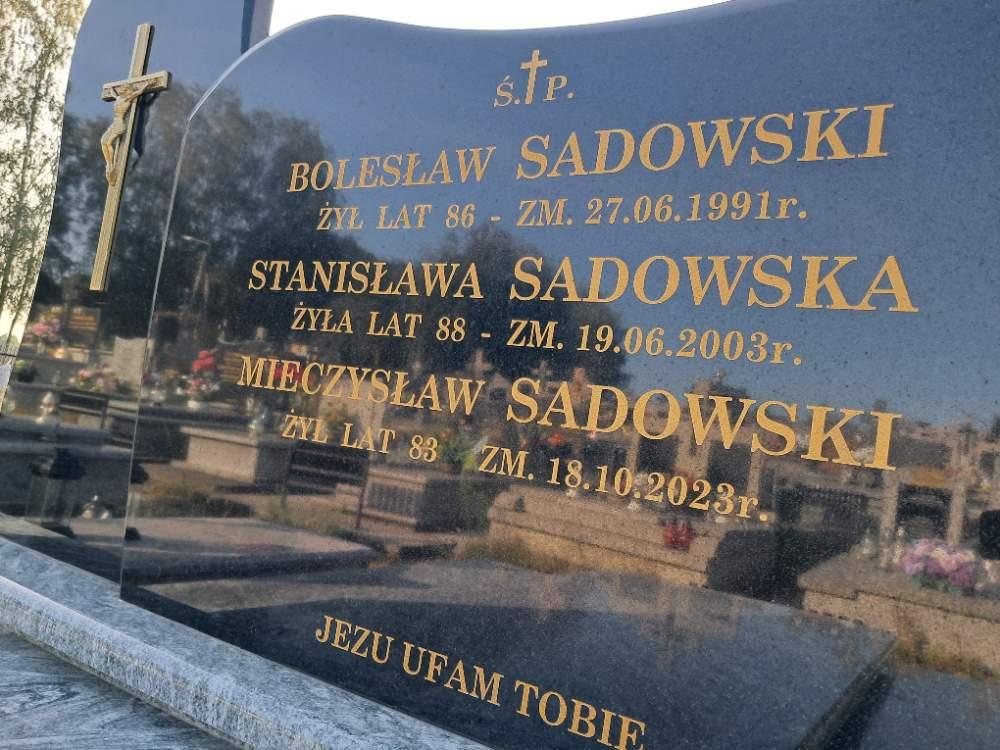 Ś.†P.
BOLESŁAW SADOWSKI
ŻYŁ LAT 86 - ZM. 27.06.1991r.
STANISŁAWA SADOWSKA
ŻYŁA LAT 88 - ZM. 19.06.2003r.
MIECZYSŁAW SADOWSKI
ŻYŁ LAT 83 - ZM. 18.10.2023r.
JEZU UFAM TOBIE